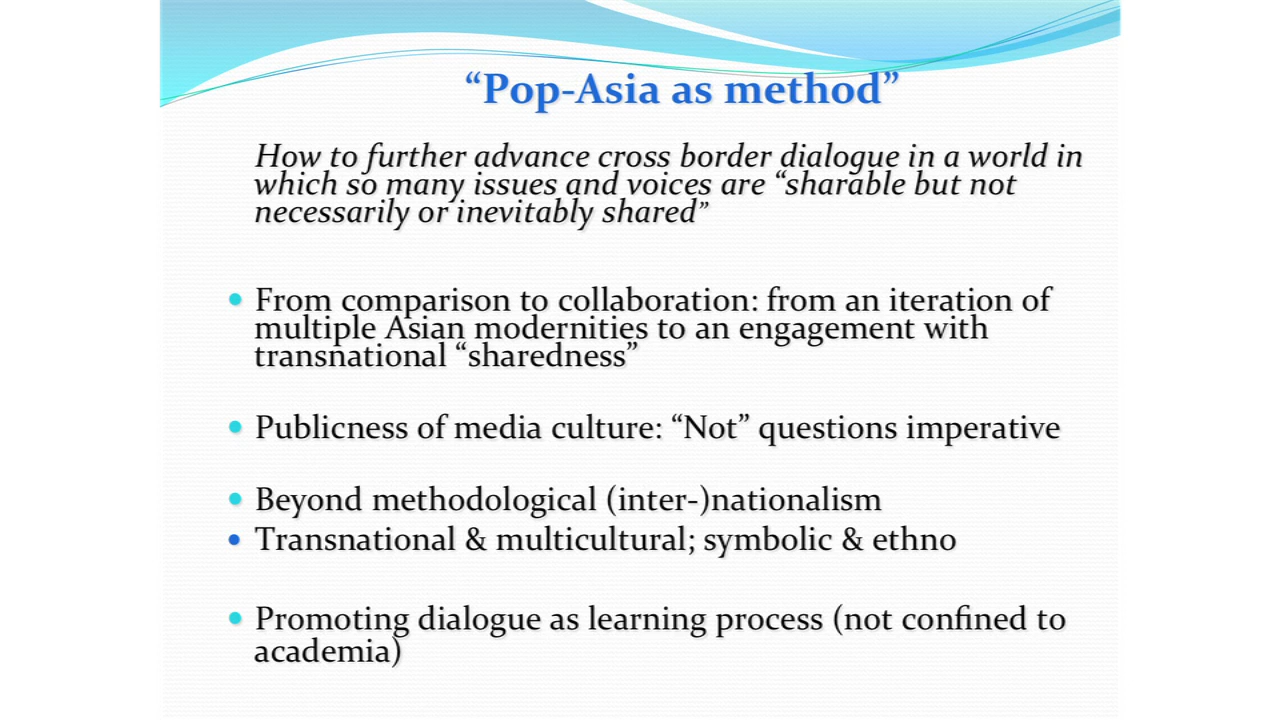 “Pop-Asia as method”
How to further advance cross border dialogue in a world in
which so many issues and voices are “sharable but not
necessarily or inevitably shared”
• From comparison to collaboration: from an iteration of
multiple Asian modernities to an engagement with
transnational “sharedness”
• Publicness of media culture: “Not” questions imperative
• Beyond methodological (inter-)nationalism
• Transnational & multicultural; symbolic & ethno
• Promoting dialogue as learning process (not confined to
academia)